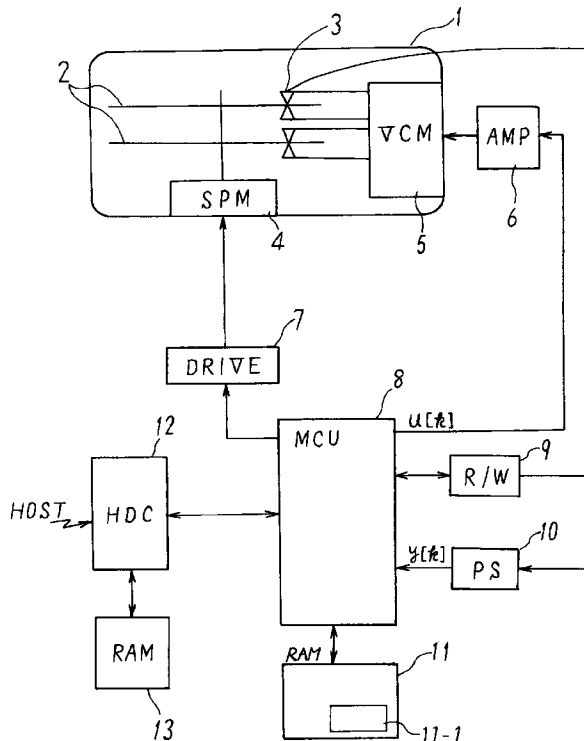 1
3
2
VCM
AMP
SPM
4
5
6
7
DRIVE
8
12
MCU
u[k]
9
R/W
HOST
HDC
10
y[k]
PS
RAM
11
RAM
13
11-1